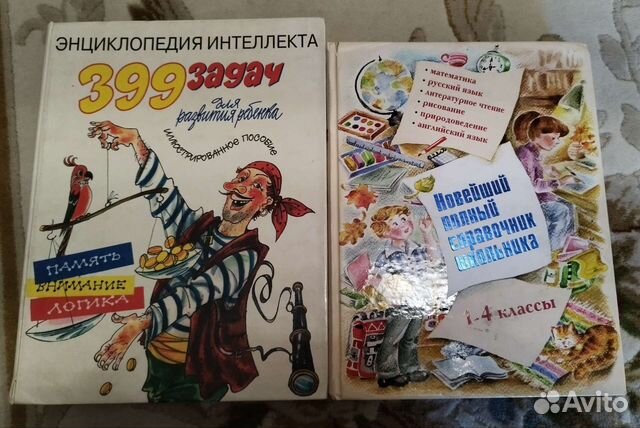 ЭНЦИКЛОПЕДИЯ ИНТЕЛЛЕКТА
399 задач
для
развития ребенка
ИЛЛЮСТРИРОВАННОЕ ПОСОБИЕ
ПАМЯТЬ
ВНИМАНИЕ
ЛОГИКА
• математика
• русский язык
• литературное чтение
• рисование
• природоведение
• английский язык
Новейший
полный
справочник
школьника
1-4 классы
Avito